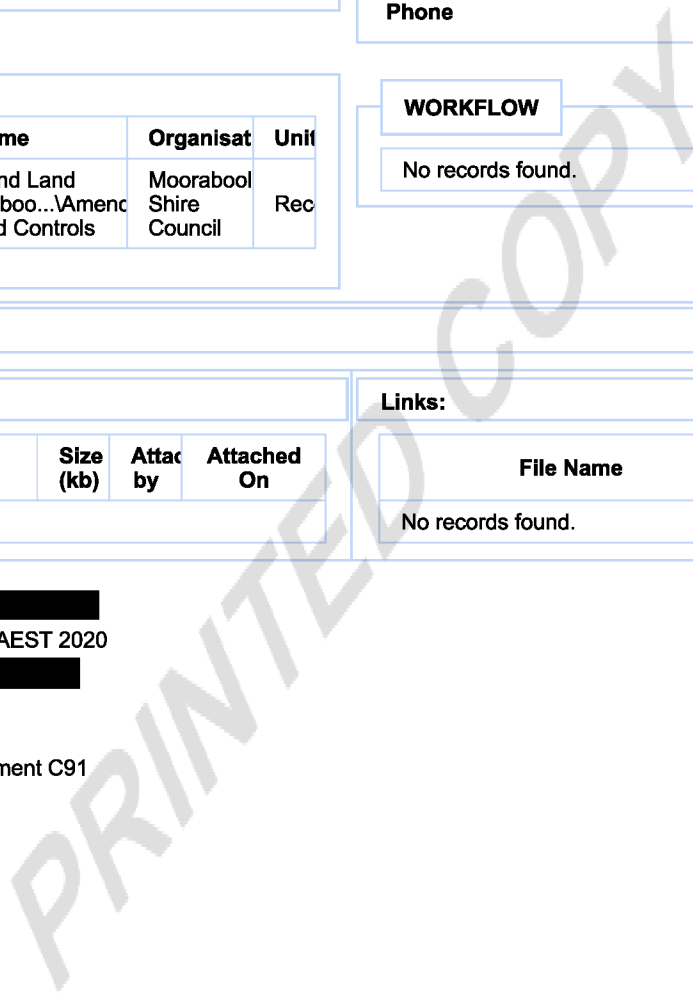 Phone
WORKFLOW
No records found.
me Organisat Unit
nd Land Moorabool
boo...\Amend Shire Rec
d Controls Council
Links:
Size Attac Attached
(kb) by On
File Name
No records found.
AEST 2020
ment C91
PRINTED COPY